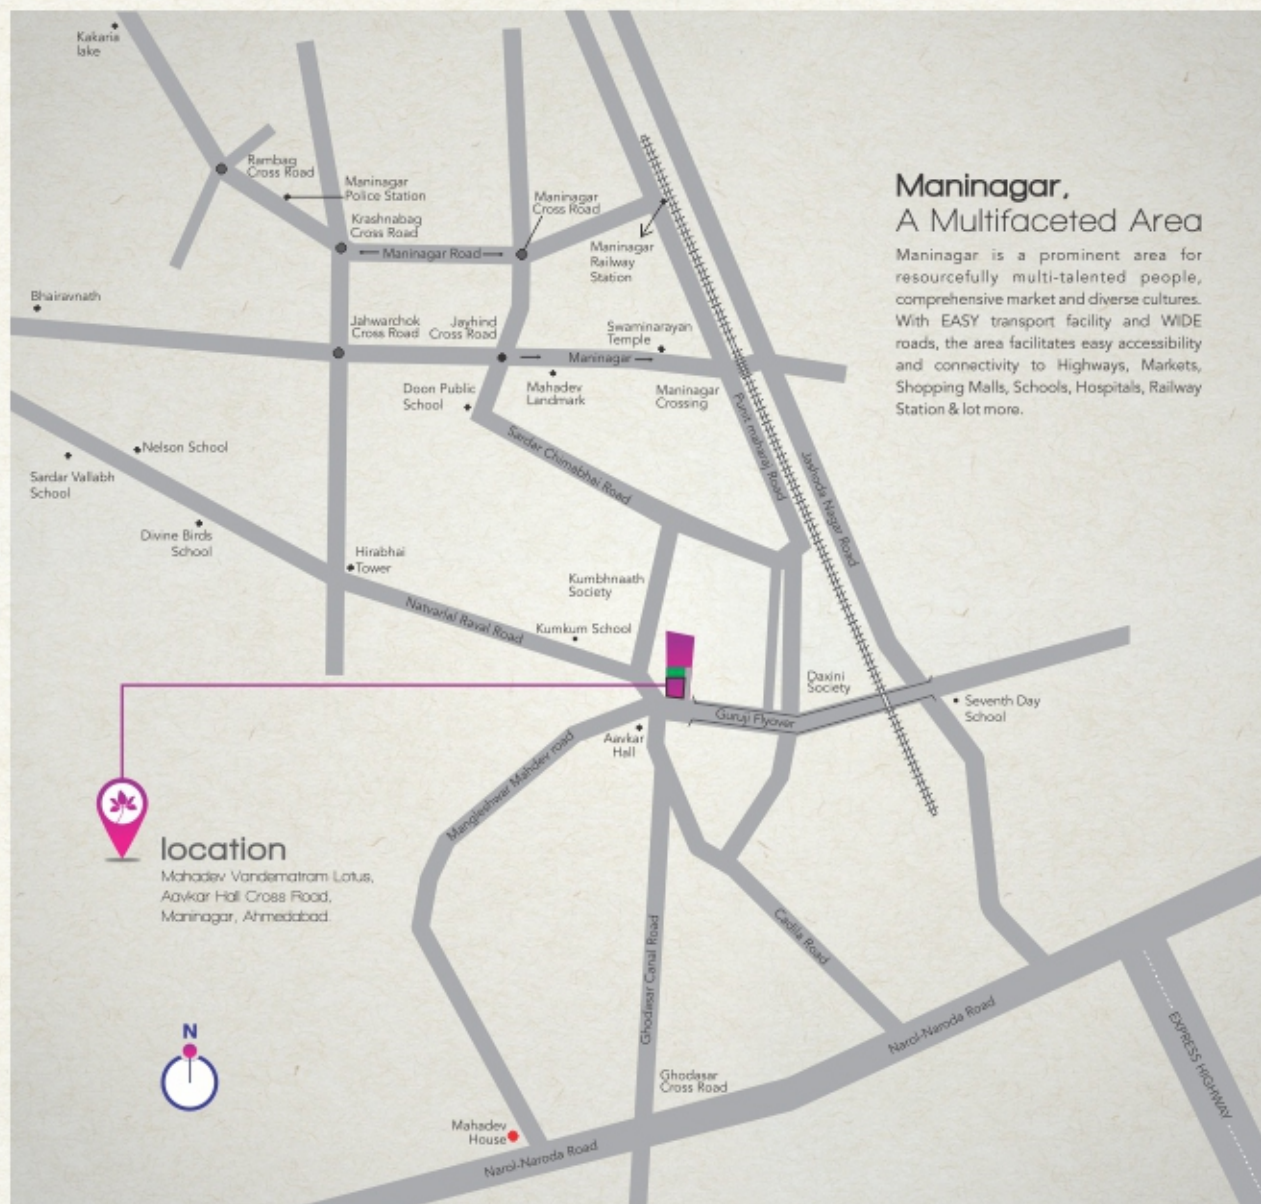 Kakaria
lake
Rambag
Cross Road
Maninagar
Police Station
Krashnabag
Cross Road
Maninagar
Cross Road
Maninagar Road
Maninagar
Railway
Station
Maninagar,
A Multifaceted Area
Maninagar is a prominent area for
resourcefully multi-talented people,
comprehensive market and diverse cultures.
With EASY transport facility and WIDE
roads, the area facilitates easy accessibility
and connectivity to Highways, Markets,
Shopping Malls, Schools, Hospitals, Railway
Station & lot more.
Bhairavnath
Jahwarchok
Cross Road
Jayhind
Cross Road
Swaminarayan
Temple
Maninagar
Doon Public
School
Mahadev
Landmark
Maninagar
Crossing
Purit maharaj Road
Jashoda Nagar Road
Sardar Chimabhai Road
Nelson School
Sardar Vallabh
School
Divine Birds
School
Hirabhai
Tower
Kumbhnaath
Society
Natvarlal Raval Road
Kumkum School
Daxini
Society
Seventh Day
School
Guruji Flyover
Aavkar
Hall
Mangleshwar Mahdev road
location
Mahadev Vandematram Lotus,
Aavkar Hall Cross Road,
Maninagar, Ahmedabad.
Ghodasar Canal Road
Cadila Road
Narol-Naroda Road
EXPRESS HIGHWAY
N
Ghodasar
Cross Road
Mahadev
House
Narol-Naroda Road